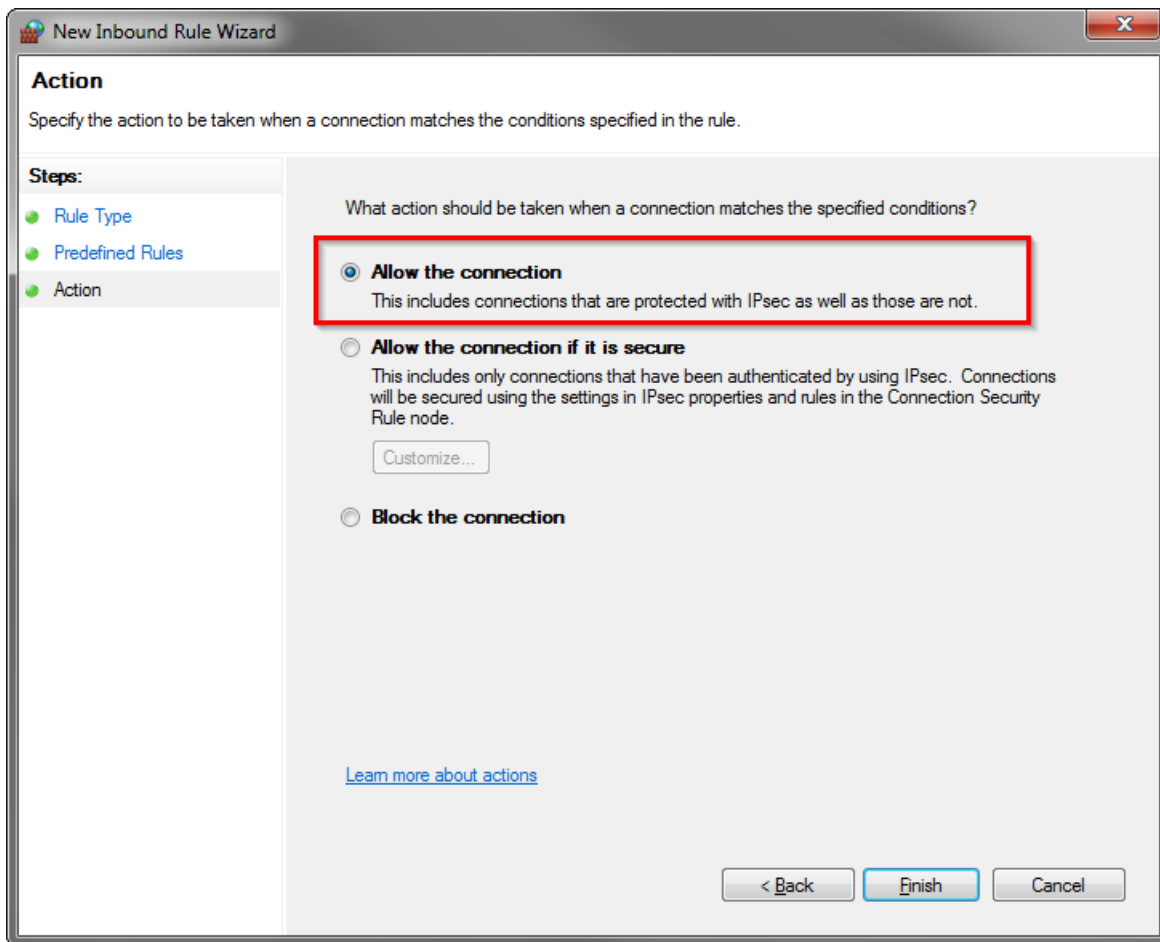 New Inbound Rule Wizard
X
Action
Specify the action to be taken when a connection matches the conditions specified in the rule.
Steps:
Rule Type
Predefined Rules
Action
What action should be taken when a connection matches the specified conditions?
Allow the connection
This includes connections that are protected with IPsec as well as those are not.
Allow the connection if it is secure
This includes only connections that have been authenticated by using IPsec. Connections
will be secured using the settings in IPsec properties and rules in the Connection Security
Rule node.
Customize...
Block the connection
Learn more about actions
< Back
Finish
Cancel